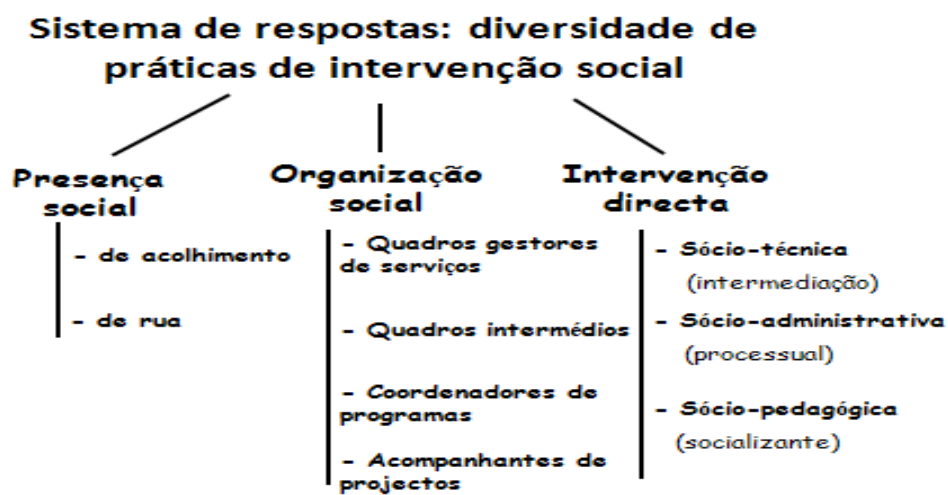 Sistema de respostas: diversidade de
práticas de intervenção social
Presença
social
- de acolhimento
- de rua
Organização
social
- Quadros gestores
de serviços
- Quadros intermédios
- Coordenadores de
programas
- Acompanhantes de
projectos
Intervenção
directa
- Sócio-técnica
(intermediação)
- Sócio-administrativa
(processual)
- Sócio-pedagógica
(socializante)